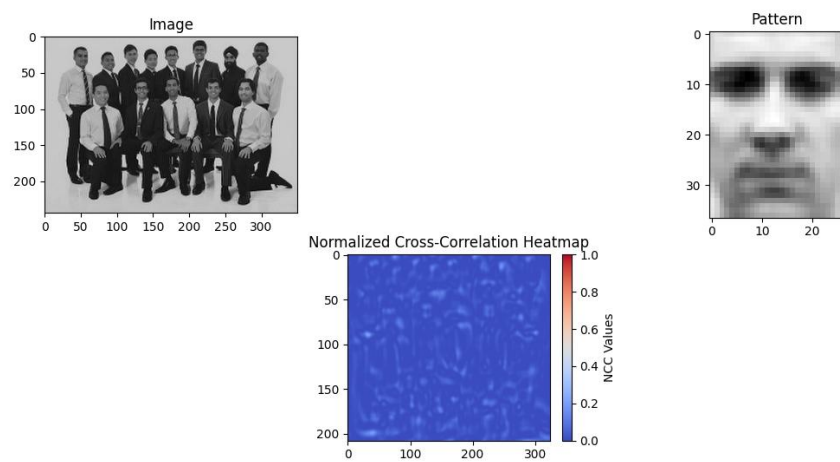 Image
0
50
100
150
200
0 50 100 150 200 250 300
Pattern
0
10
20
30
0 10 20
Normalized Cross-Correlation Heatmap
0
50
100
150
200
0 100 200 300
1.0
0.8
0.6
0.4
0.2
0.0
NCC Values